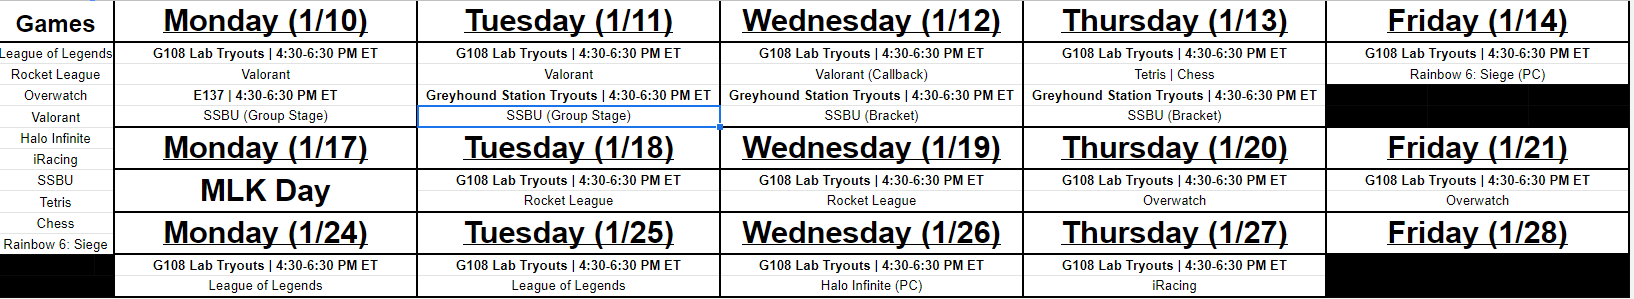 Games
Monday (1/10)
Tuesday (1/11)
Wednesday (1/12)
Thursday (1/13)
Friday (1/14)
League of Legends
G108 Lab Tryouts | 4:30-6:30 PM ET
G108 Lab Tryouts | 4:30-6:30 PM ET
G108 Lab Tryouts | 4:30-6:30 PM ET
G108 Lab Tryouts | 4:30-6:30 PM ET
G108 Lab Tryouts | 4:30-6:30 PM ET
Rocket League
Valorant
Valorant
Valorant (Callback)
Tetris | Chess
Rainbow 6: Siege (PC)
Overwatch
E137 | 4:30-6:30 PM ET
Greyhound Station Tryouts | 4:30-6:30 PM ET
Greyhound Station Tryouts | 4:30-6:30 PM ET
Greyhound Station Tryouts | 4:30-6:30 PM ET
Valorant
SSBU (Group Stage)
SSBU (Group Stage)
SSBU (Bracket)
SSBU (Bracket)
Halo Infinite
iRacing
Monday (1/17)
Tuesday (1/18)
Wednesday (1/19)
Thursday (1/20)
Friday (1/21)
SSBU
Tetris
MLK Day
G108 Lab Tryouts | 4:30-6:30 PM ET
G108 Lab Tryouts | 4:30-6:30 PM ET
G108 Lab Tryouts | 4:30-6:30 PM ET
G108 Lab Tryouts | 4:30-6:30 PM ET
Rocket League
Rocket League
Overwatch
Overwatch
Chess
Rainbow 6: Siege
Monday (1/24)
Tuesday (1/25)
Wednesday (1/26)
Thursday (1/27)
Friday (1/28)
G108 Lab Tryouts | 4:30-6:30 PM ET
G108 Lab Tryouts | 4:30-6:30 PM ET
G108 Lab Tryouts | 4:30-6:30 PM ET
G108 Lab Tryouts | 4:30-6:30 PM ET
League of Legends
League of Legends
Halo Infinite (PC)
iRacing